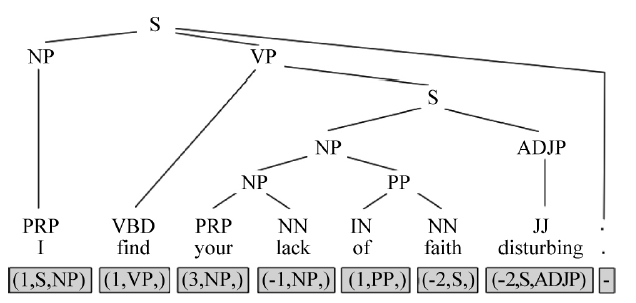 S
NP VP
S
NP ADJP
NP PP
PRP VBD PRP NN IN NN JJ .
I find your lack of faith disturbing .
(1,S,NP) (1,VP,) (3,NP,) (-1,NP,) (1,PP,) (-2,S,) (-2,S,ADJP) -